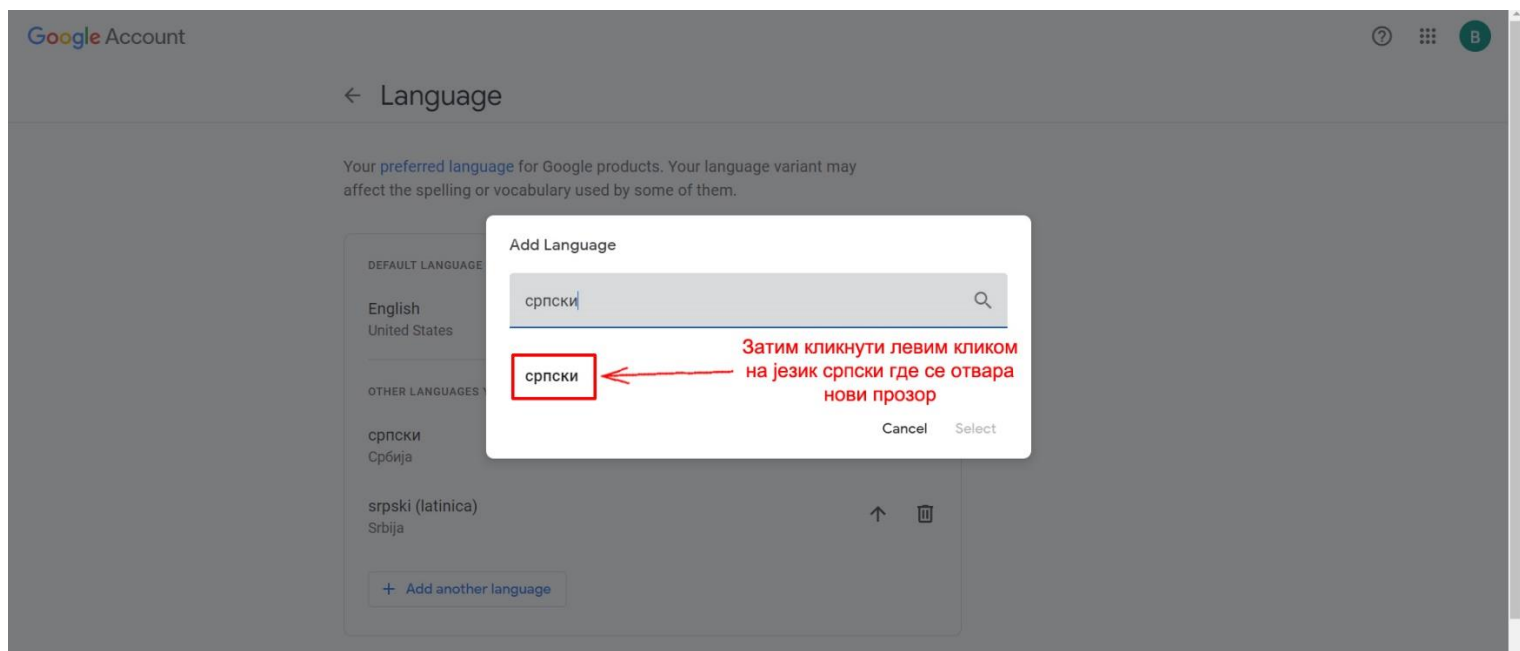 Google Account
B
Language
Your preferred language for Google products. Your language variant may
affect the spelling or vocabulary used by some of them.
Add Language
DEFAULT LANGUAGE
српски
English
United States
Затим кликнути левим кликом
на језик српски где се отвара
нови прозор
српски
OTHER LANGUAGES
Cancel Select
српски
Србија
srpski (latinica)
Srbija
+ Add another language